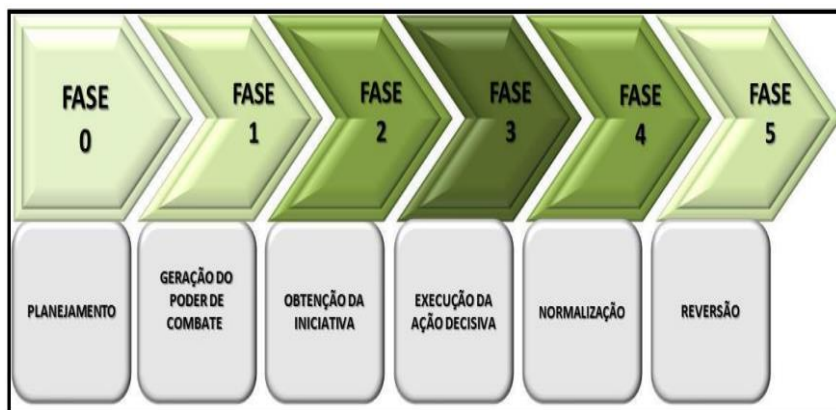 FASE
0
FASE
1
FASE
2
FASE
3
FASE
4
FASE
5
PLANEJAMENTO
GERAÇÃO DO
PODER DE
COMBATE
OBTENÇÃO DA
INICIATIVA
EXECUÇÃO DA
AÇÃO DECISIVA
NORMALIZAÇÃO
REVERSÃO